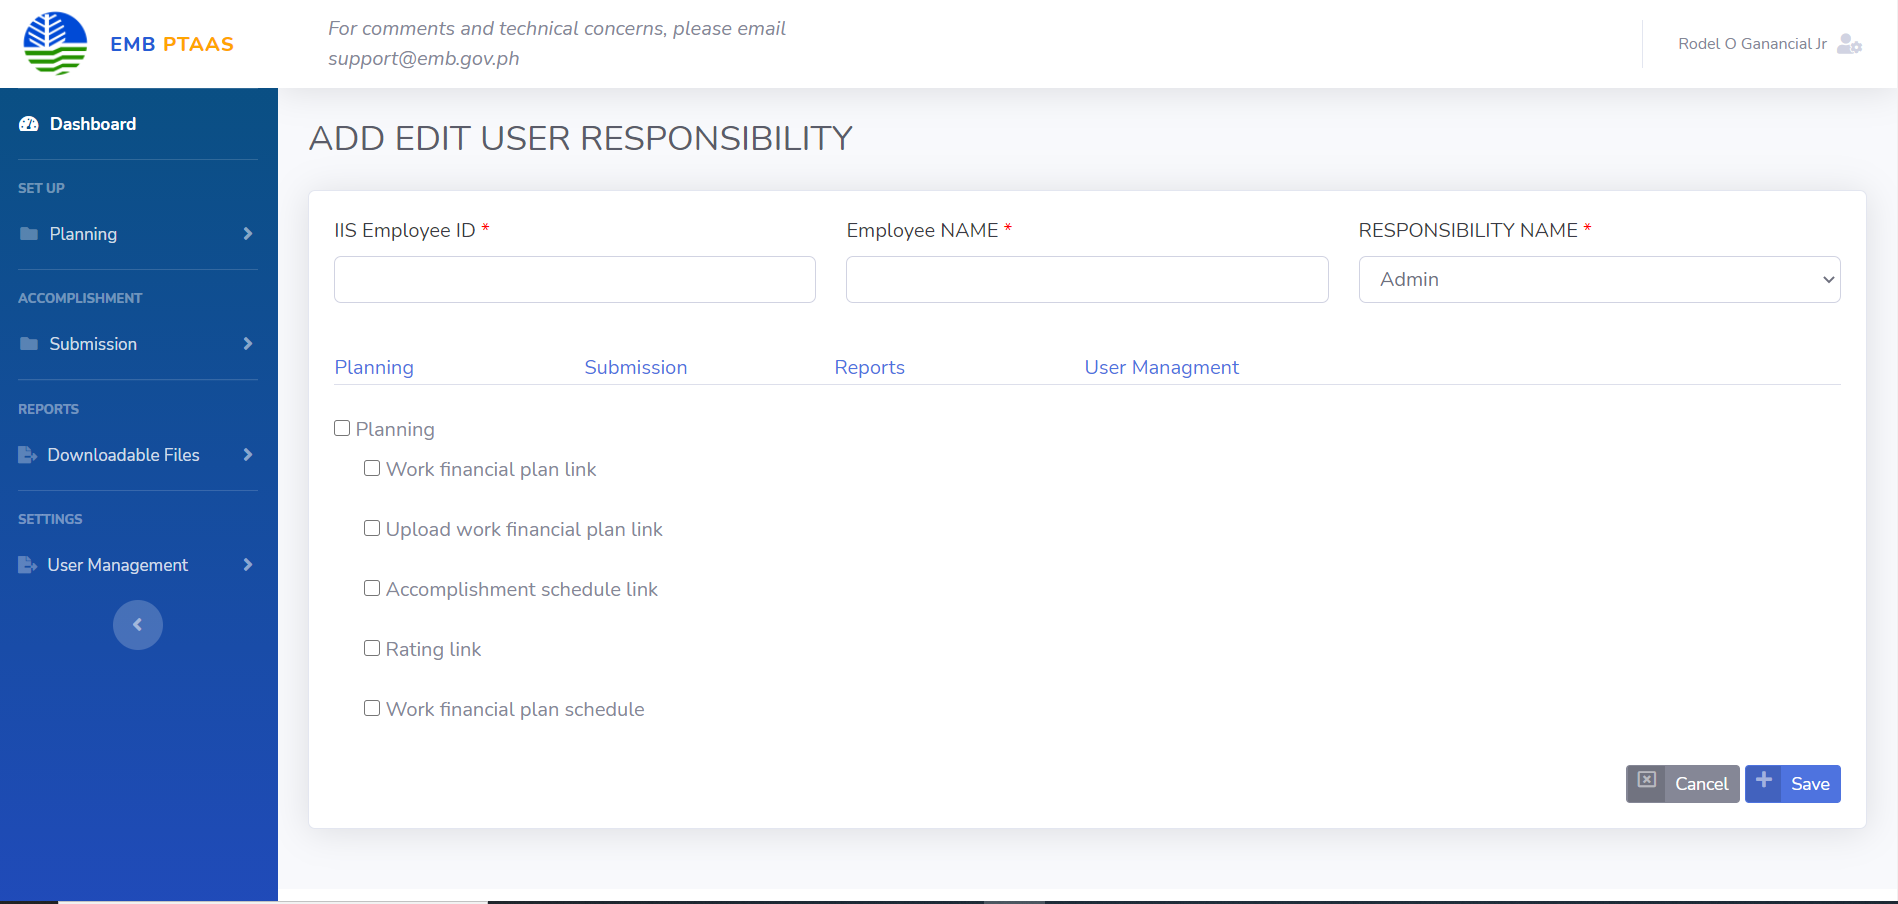 EMB PTAAS
For comments and technical concerns, please email
support@emb.gov.ph
Rodel O Ganancial Jr
Dashboard
SET UP
Planning
ACCOMPLISHMENT
Submission
REPORTS
Downloadable Files
SETTINGS
User Management
ADD EDIT USER RESPONSIBILITY
IIS Employee ID *
Employee NAME *
RESPONSIBILITY NAME *
Admin
Planning
Submission
Reports
User Managment
Planning
Work financial plan link
Upload work financial plan link
Accomplishment schedule link
Rating link
Work financial plan schedule
Cancel
Save